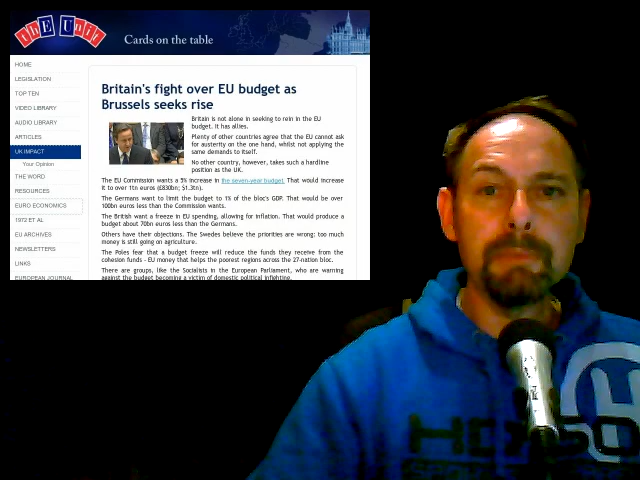 thE Unit
Cards on the table
HOME
LEGISLATION
TOP TEN
VIDEO LIBRARY
AUDIO LIBRARY
ARTICLES
UK IMPACT
Your Opinion
THE WORD
RESOURCES
EURO ECONOMICS
1972 ET AL
EU ARCHIVES
NEWSLETTERS
LINKS
EUROPEAN JOURNAL
Britain's fight over EU budget as
Brussels seeks rise
Britain is not alone in seeking to rein in the EU
budget. It has allies.
Plenty of other countries agree that the EU cannot ask
for austerity on the one hand, whilst not applying the
same demands to itself.
No other country, however, takes such a hardline
position as the UK.
The EU Commission wants a 5% increase in the seven-year budget. That would increase
it to over 1tn euros (£830bn; $1.3tn).
The Germans want to limit the budget to 1% of the bloc's GDP. That would be over
100bn euros less than the Commission wants.
The British want a freeze in EU spending, allowing for inflation. That would produce a
budget about 70bn euros less than the Germans.
Others have their objections. The Swedes believe the priorities are wrong: too much
money is still going on agriculture.
The Poles fear that a budget freeze will reduce the funds they receive from the
cohesion funds - EU money that helps the poorest regions across the 27-nation bloc.
There are groups, like the Socialists in the European Parliament, who are warning
against the budget becoming a victim of domestic political infighting.